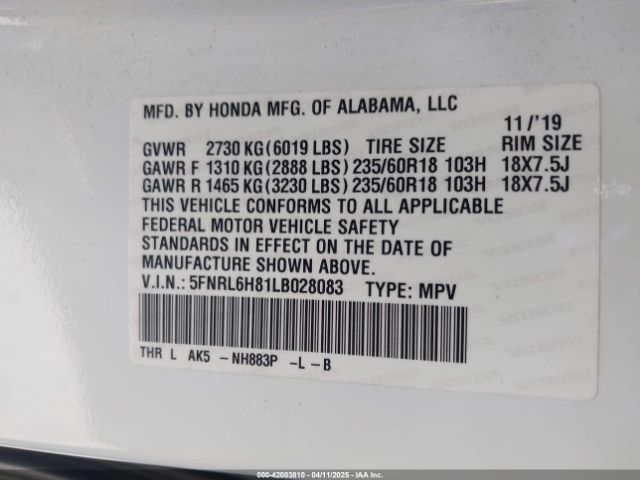 MFD. BY HONDA MFG. OF ALABAMA, LLC
11/'19
GVWR 2730 KG(6019 LBS) TIRE SIZE RIM SIZE
GAWR F 1310 KG(2888 LBS) 235/60R18 103H 18X7.5J
GAWR R 1465 KG(3230 LBS) 235/60R18 103H 18X7.5J
THIS VEHICLE CONFORMS TO ALL APPLICABLE
FEDERAL MOTOR VEHICLE SAFETY
STANDARDS IN EFFECT ON THE DATE OF
MANUFACTURE SHOWN ABOVE.
V.I.N.: 5FNRL6H81LB028083 TYPE: MPV
THR L AK5 -NH883P -L-B
000-42003810 - 04/11/2025 - IAA Inc.